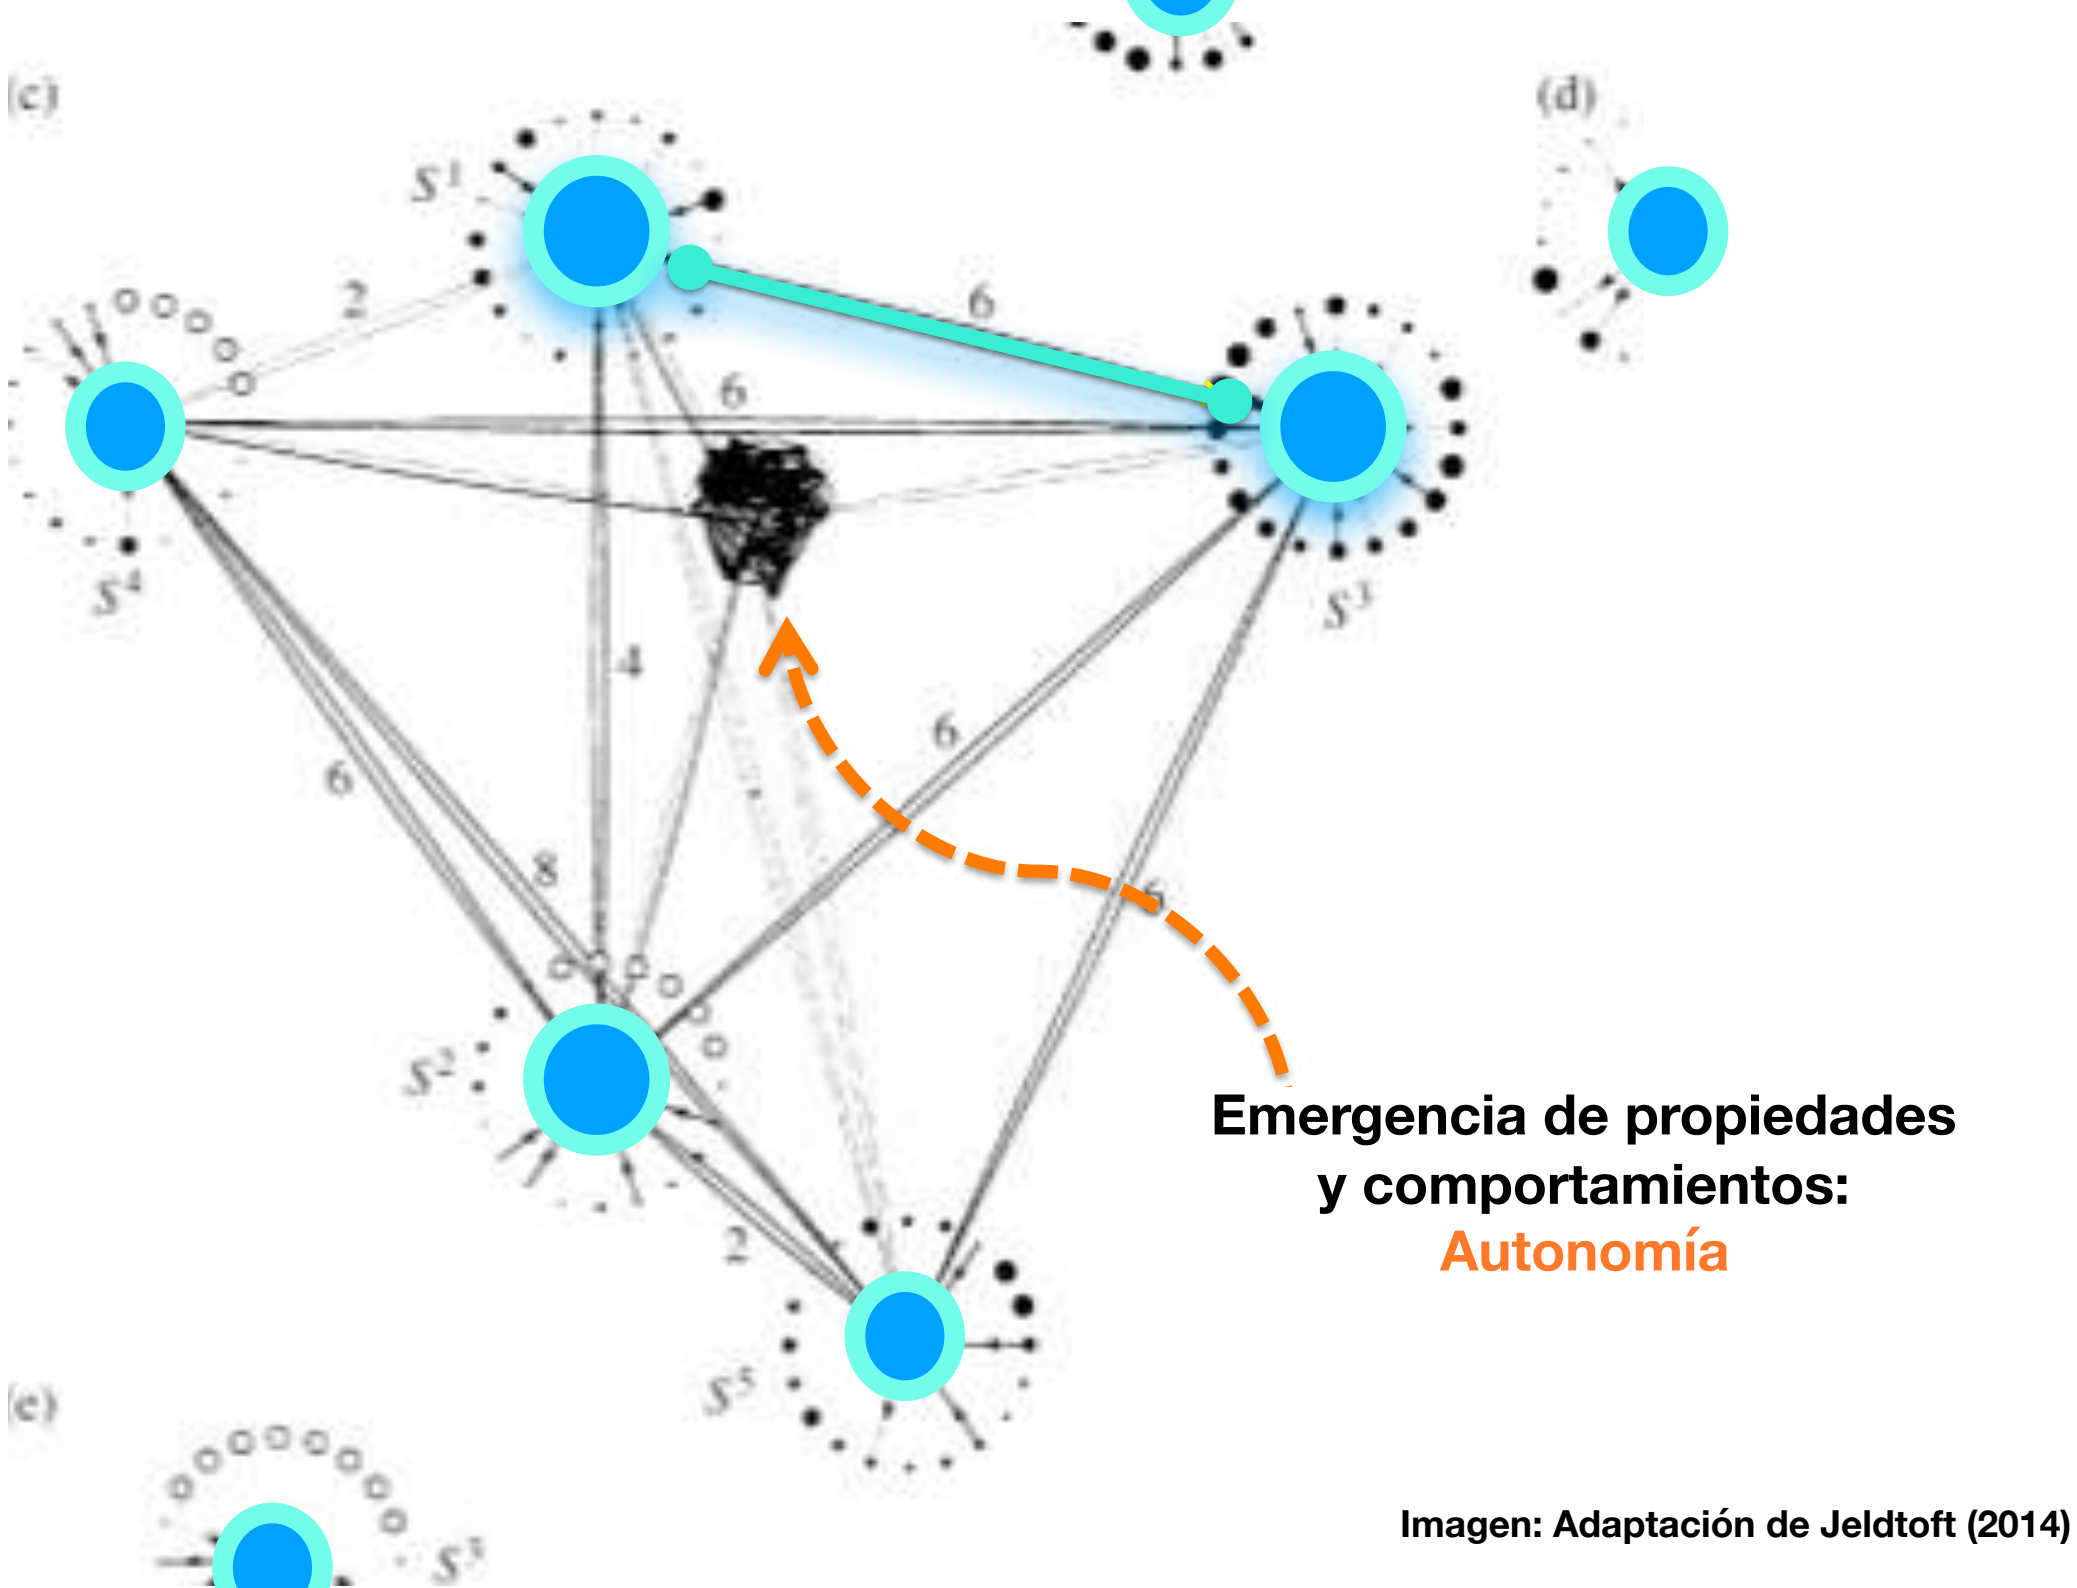 (c)
(d)
S¹
2
6
6
S⁴
S³
4
6
6
8
6
S²
2
Emergencia de propiedades
y comportamientos:
Autonomía
S⁵
(e)
Imagen: Adaptación de Jeldtoft (2014)